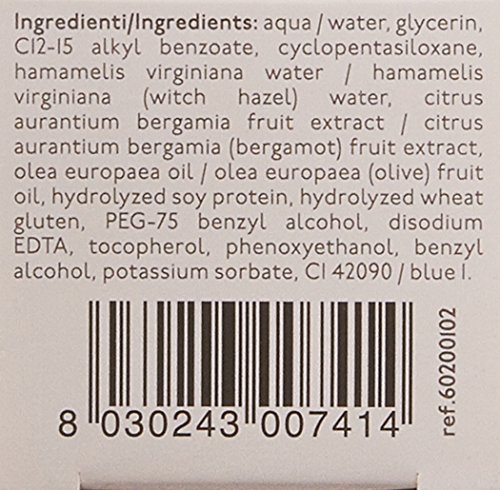 Ingredienti/Ingredients: aqua / water, glycerin,
C12-15 alkyl benzoate, cyclopentasiloxane,
hamamelis virginiana water / hamamelis
virginiana (witch hazel) water, citrus
aurantium bergamia fruit extract / citrus
aurantium bergamia (bergamot) fruit extract,
olea europaea oil / olea europaea (olive) fruit
oil, hydrolyzed soy protein, hydrolyzed wheat
gluten, PEG-75 benzyl alcohol, disodium
EDTA, tocopherol, phenoxyethanol, benzyl
alcohol, potassium sorbate, CI 42090 / blue 1.
8 030243 007414
ref.60200102